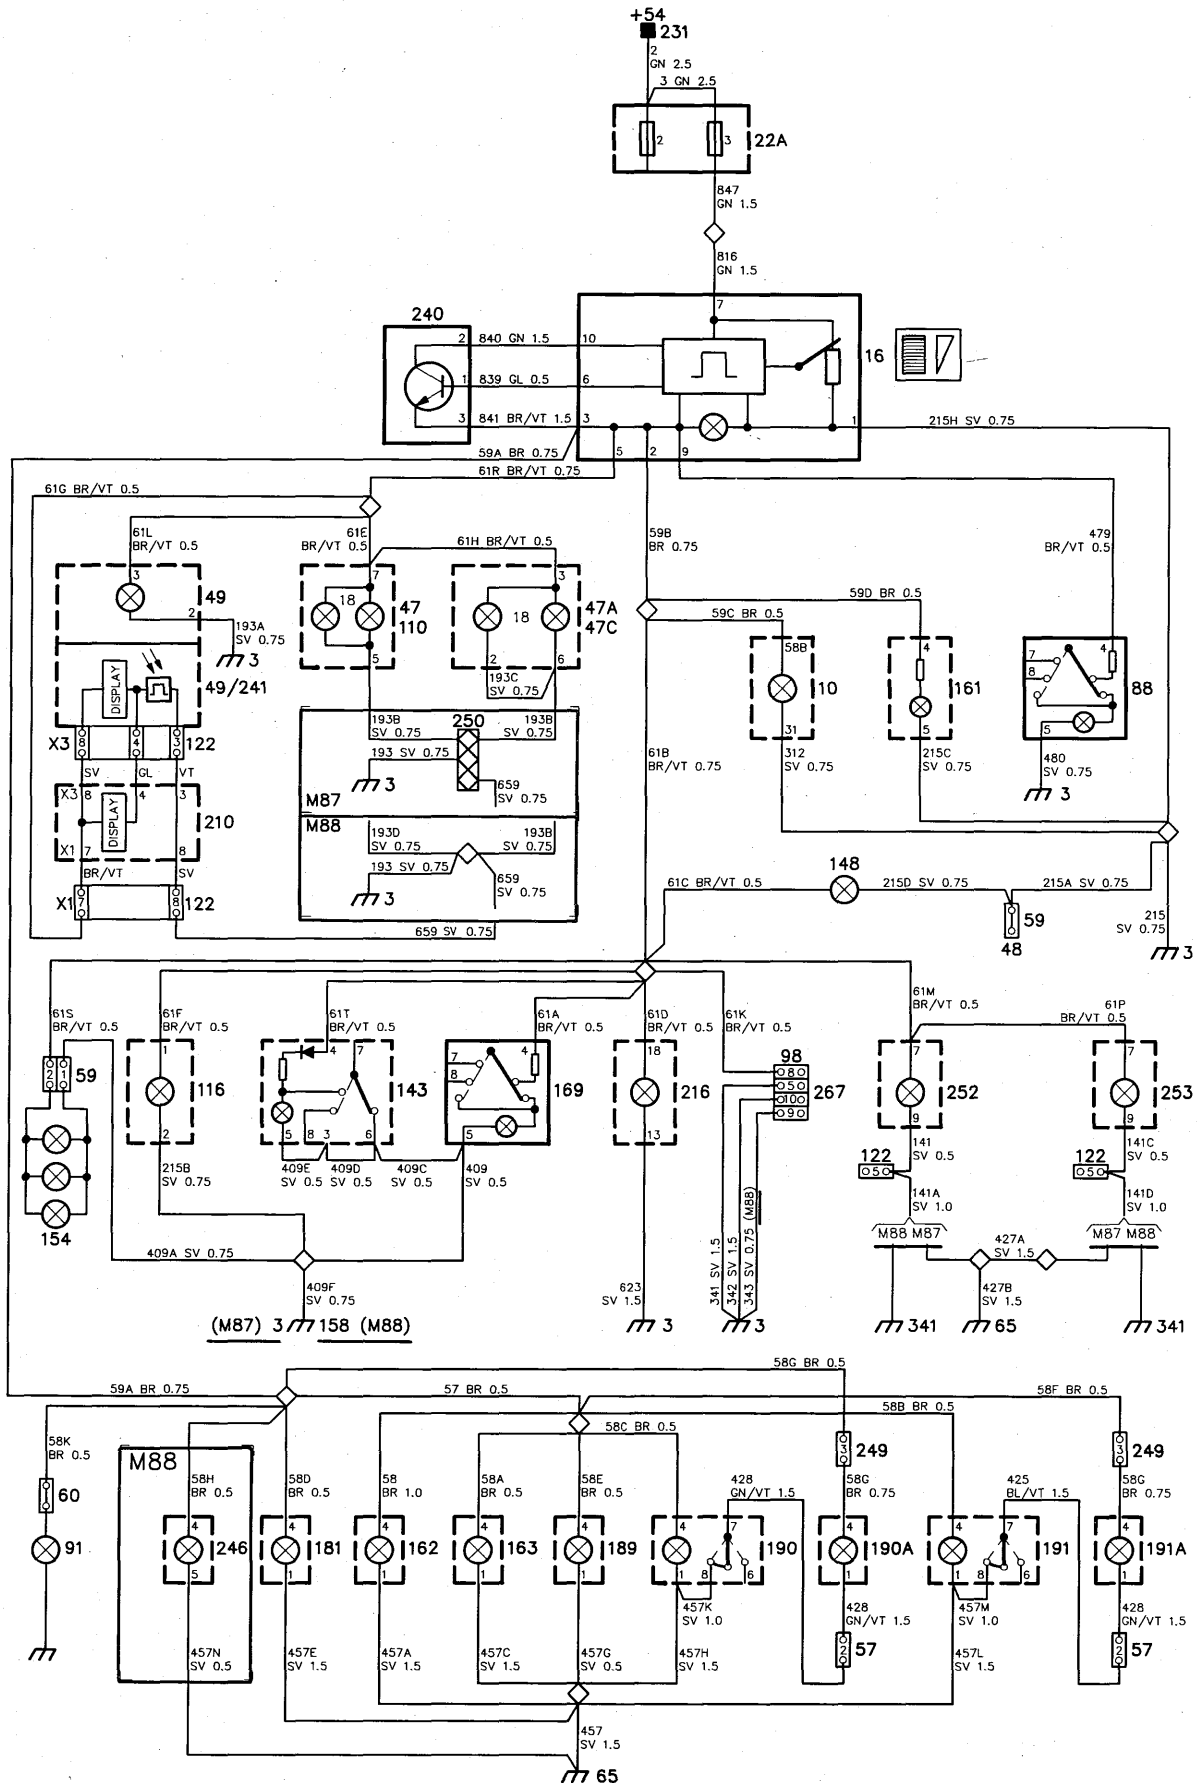 +54
231
2
GN 2.5
3 GN 2.5
2
3
22A
847
GN 1.5
816
GN 1.5
7
240
2
840 GN 1.5
10
16
1
839 GL 0.5
6
3
841 BR/VT 1.5
3
1
215H SV 0.75
59A BR 0.75
5
2
9
61R BR/VT 0.75
61G BR/VT 0.5
61L
BR/VT 0.5
61E
BR/VT 0.5
61H BR/VT 0.5
59B
BR 0.75
479
BR/VT 0.5
3
49
2
193A
SV 0.75
3
7
18
47
110
5
3
18
47A
47C
2
6
193C
SV 0.75
59D BR 0.5
59C BR 0.5
58B
10
31
4
161
5
7
8
4
88
5
DISPLAY
49/241
X3
8
4
3
122
SV
GL
VT
X3
8
4
3
DISPLAY
210
X1
7
8
BR/VT
SV
X1
7
8
122
193B
SV 0.75
250
193B
SV 0.75
193 SV 0.75
3
659
SV 0.75
M87
M88
193D
SV 0.75
193B
SV 0.75
193 SV 0.75
3
659
SV 0.75
659 SV 0.75
61B
BR/VT 0.75
312
SV 0.75
215C
SV 0.75
480
SV 0.75
3
148
61C BR/VT 0.5
215D SV 0.75
215A SV 0.75
59
48
215
SV 0.75
3
61S
BR/VT 0.5
61F
BR/VT 0.5
61T
BR/VT 0.5
61A
BR/VT 0.5
61D
BR/VT 0.5
61K
BR/VT 0.5
61M
BR/VT 0.5
61P
BR/VT 0.5
2
1
59
154
1
116
2
4
7
143
5
8
3
6
7
8
4
169
5
18
216
13
98
8
5
10
9
267
7
252
9
7
253
9
215B
SV 0.75
409E
SV 0.5
409D
SV 0.5
409C
SV 0.5
409
SV 0.5
141
SV 0.5
141C
SV 0.5
122
5
122
5
141A
SV 1.0
141D
SV 1.0
M88 M87
M87 M88
427A
SV 1.5
427B
SV 1.5
409A SV 0.75
409F
SV 0.75
623
SV 1.5
341 SV 1.5
342 SV 1.5
343 SV 0.75 (M88)
(M87) 3
158 (M88)
3
3
341
65
341
58G BR 0.5
59A BR 0.75
57 BR 0.5
58F BR 0.5
58B BR 0.5
58C BR 0.5
58K
BR 0.5
M88
58H
BR 0.5
58D
BR 0.5
58
BR 1.0
58A
BR 0.5
58E
BR 0.5
428
GN/VT 1.5
3
249
58G
BR 0.75
425
BL/VT 1.5
3
249
58G
BR 0.75
60
91
4
246
5
4
181
1
4
162
1
4
163
1
4
189
1
4
7
190
1
8
6
4
190A
1
4
7
191
1
8
6
4
191A
1
457K
SV 1.0
428
GN/VT 1.5
457M
SV 1.0
428
GN/VT 1.5
457N
SV 0.5
457E
SV 1.5
457A
SV 1.5
457C
SV 1.5
457G
SV 0.5
457H
SV 1.5
2
57
457L
SV 1.5
2
57
457
SV 1.5
65